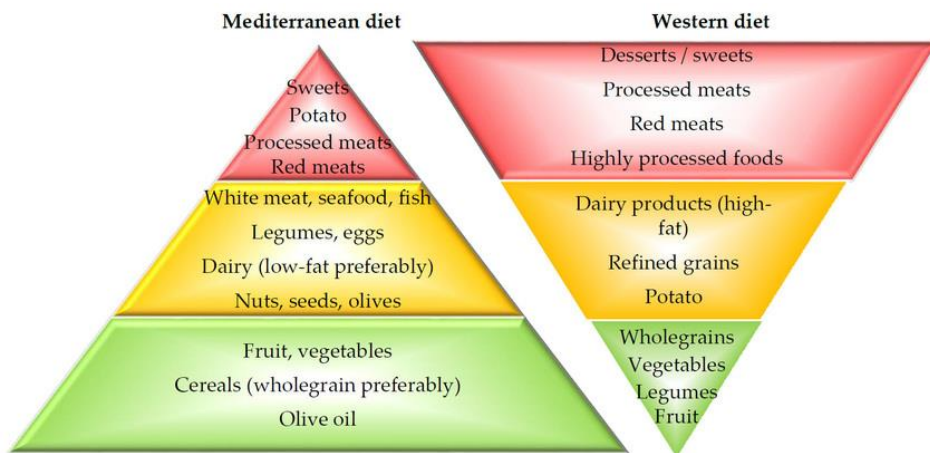 Mediterranean diet
Sweets
Potato
Processed meats
Red meats
White meat, seafood, fish
Legumes, eggs
Dairy (low-fat preferably)
Nuts, seeds, olives
Fruit, vegetables
Cereals (wholegrain preferably)
Olive oil
Western diet
Desserts / sweets
Processed meats
Red meats
Highly processed foods
Dairy products (high-
fat)
Refined grains
Potato
Wholegrains
Vegetables
Legumes
Fruit